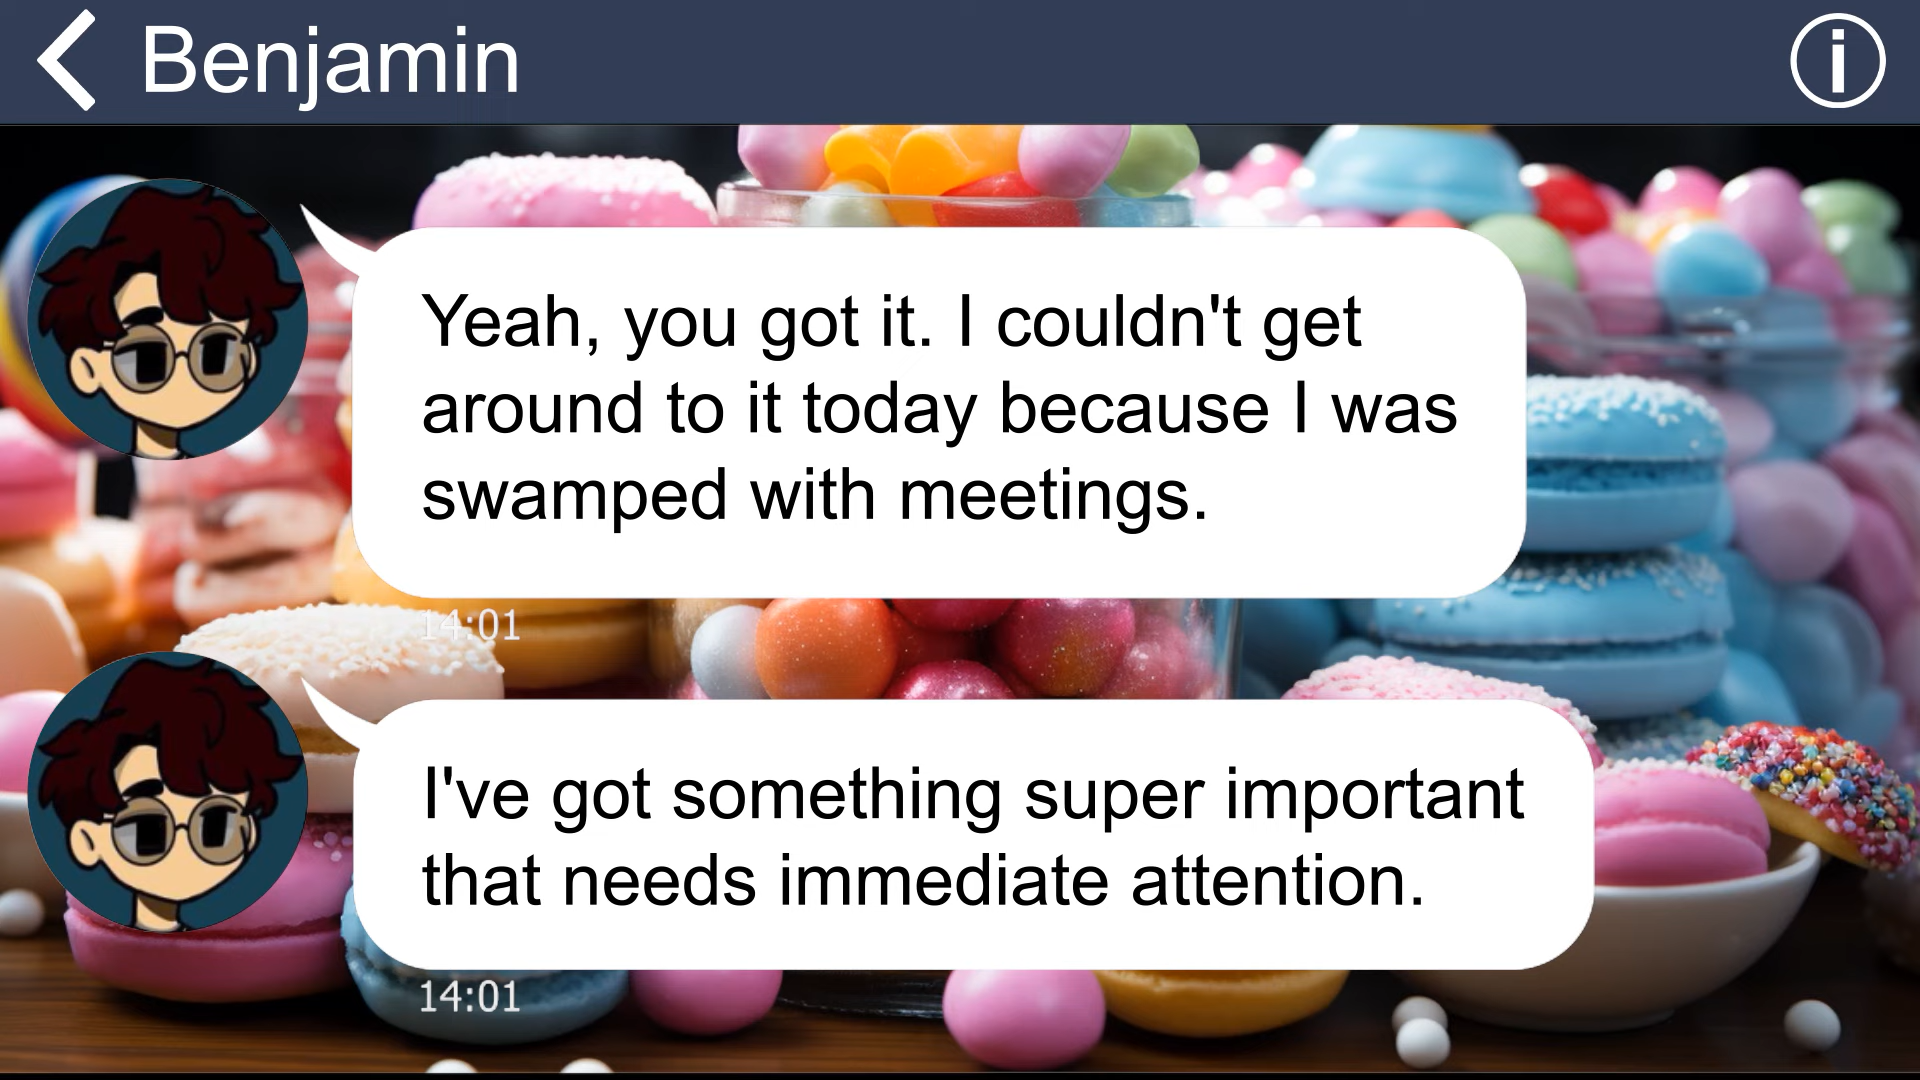 Benjamin
Yeah, you got it. I couldn't get
around to it today because I was
swamped with meetings.
14:01
I've got something super important
that needs immediate attention.
14:01